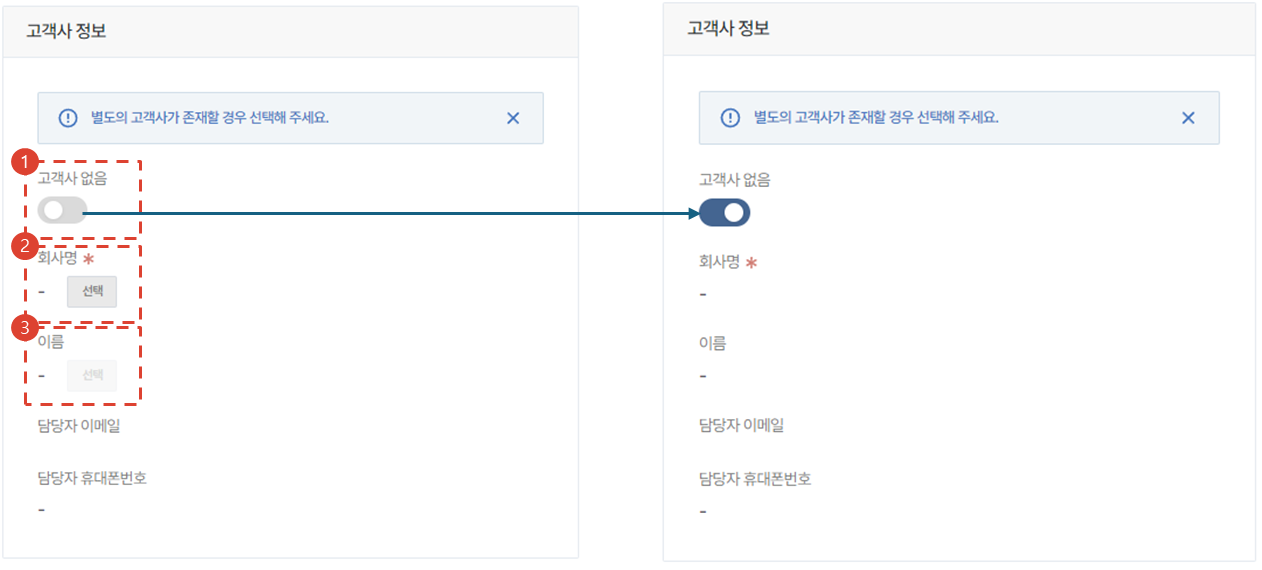 고객사 정보
별도의 고객사가 존재할 경우 선택해 주세요.
1
고객사 없음
2
회사명 *
-
선택
3
이름
-
선택
담당자 이메일
담당자 휴대폰번호
-
고객사 정보
별도의 고객사가 존재할 경우 선택해 주세요.
고객사 없음
회사명 *
-
이름
-
담당자 이메일
담당자 휴대폰번호
-